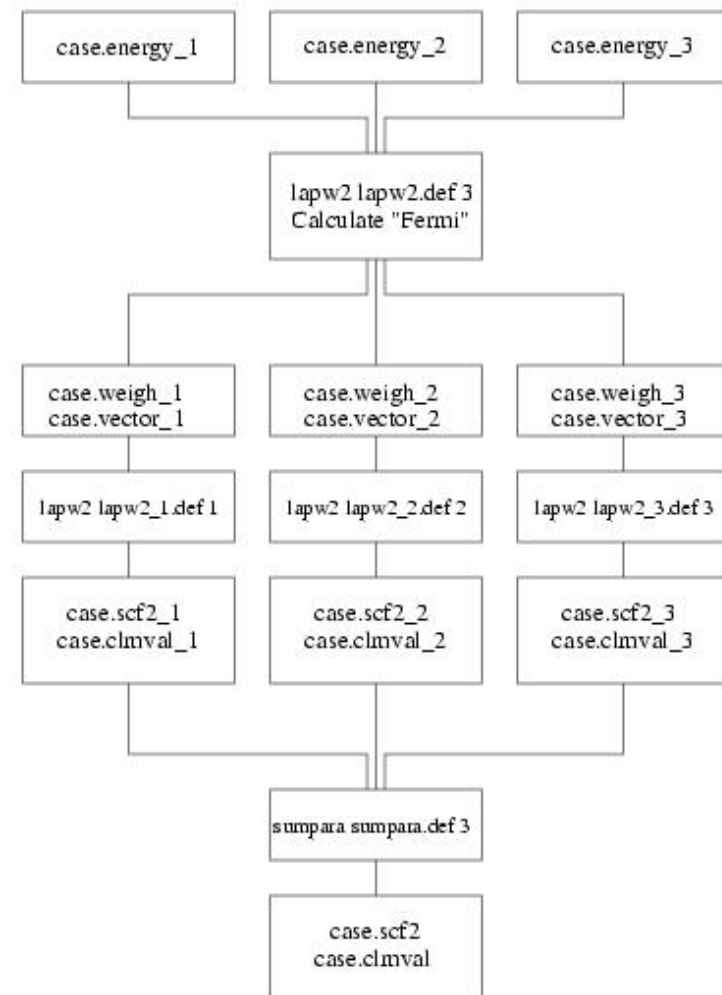 case.energy_1
case.energy_2
case.energy_3
lapw2 lapw2.def 3
Calculate "Fermi"
case.weigh_1
case.vector_1
case.weigh_2
case.vector_2
case.weigh_3
case.vector_3
lapw2 lapw2_1.def 1
lapw2 lapw2_2.def 2
lapw2 lapw2_3.def 3
case.scf2_1
case.clmval_1
case.scf2_2
case.clmval_2
case.scf2_3
case.clmval_3
sumpara sumpara.def 3
case.scf2
case.clmval